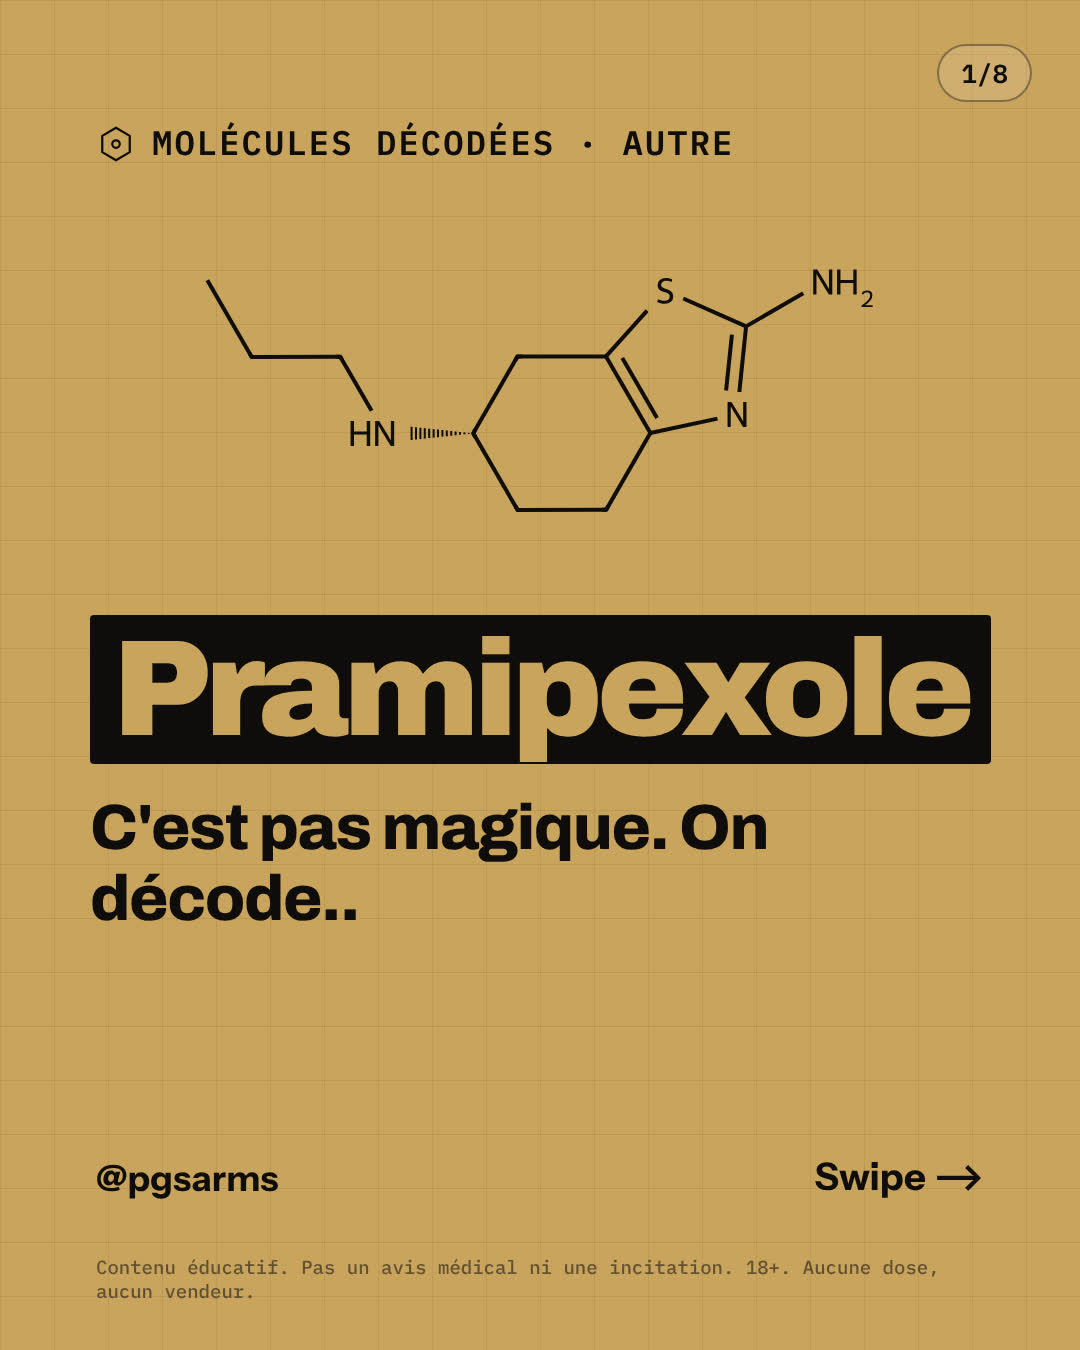 1/8
MOLÉCULES DÉCODÉES · AUTRE
S
NH2
N
HN
Pramipexole
C'est pas magique. On
décode..
@pgsarms
Swipe →
Contenu éducatif. Pas un avis médical ni une incitation. 18+. Aucune dose,
aucun vendeur.